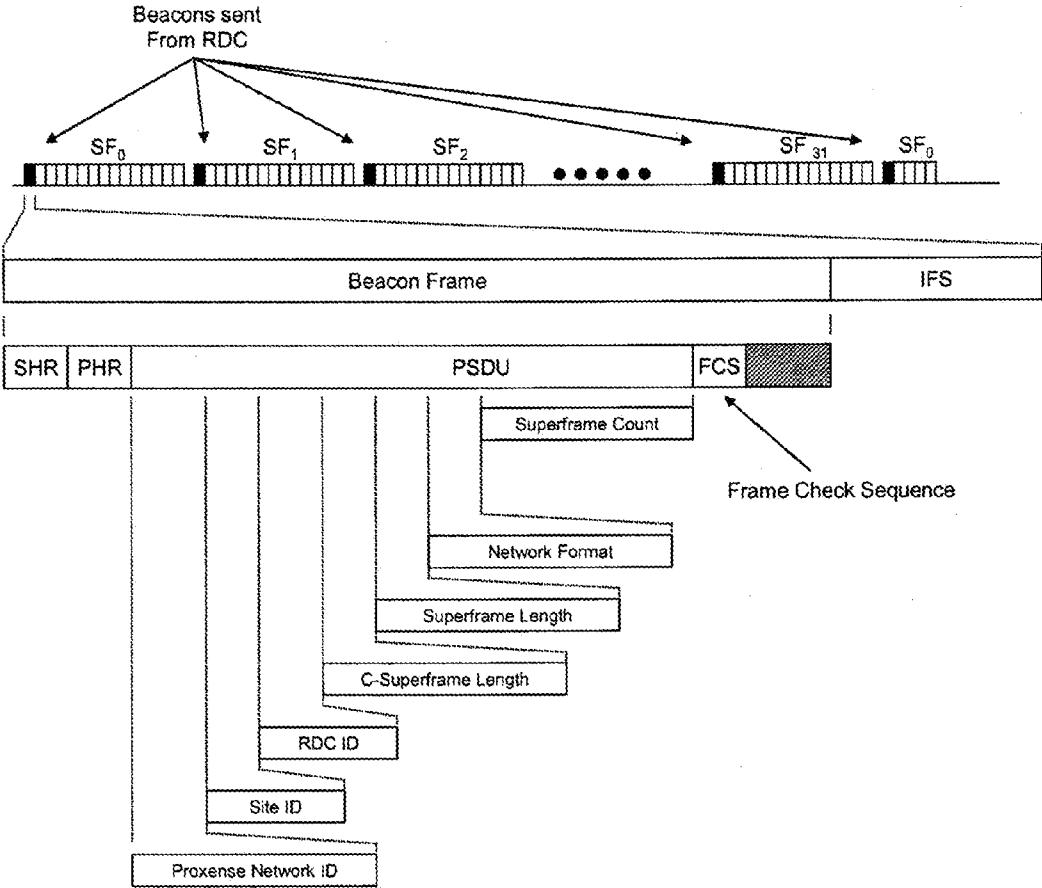 Beacons sent
From RDC
SF0 SF1 SF2 SF31 SF0
Beacon Frame IFS
SHR PHR PSDU FCS
Superframe Count
Frame Check Sequence
Network Format
Superframe Length
C-Superframe Length
RDC ID
Site ID
Proxense Network ID